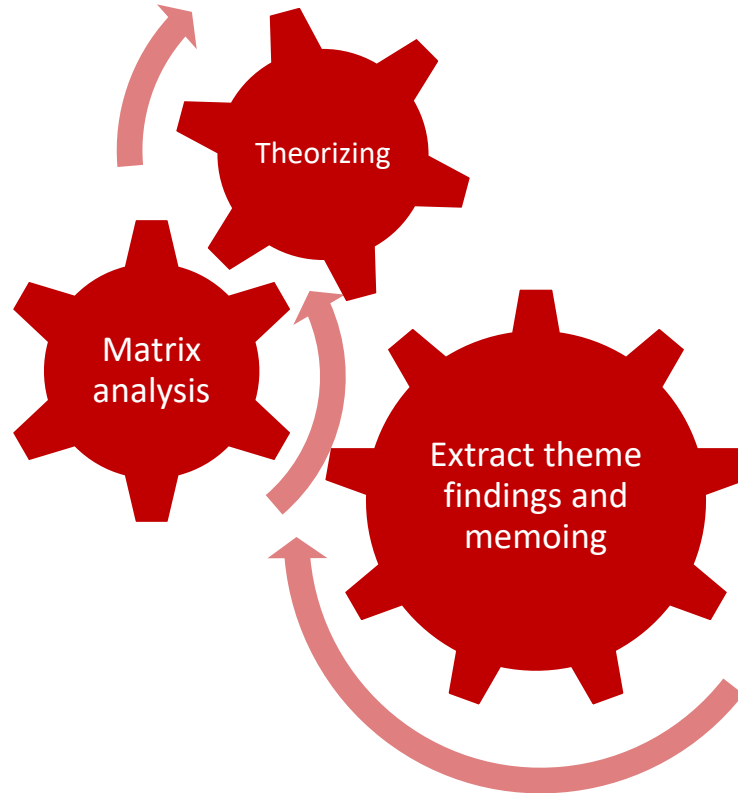 Theorizing
Matrix
analysis
Extract theme
findings and
memoing